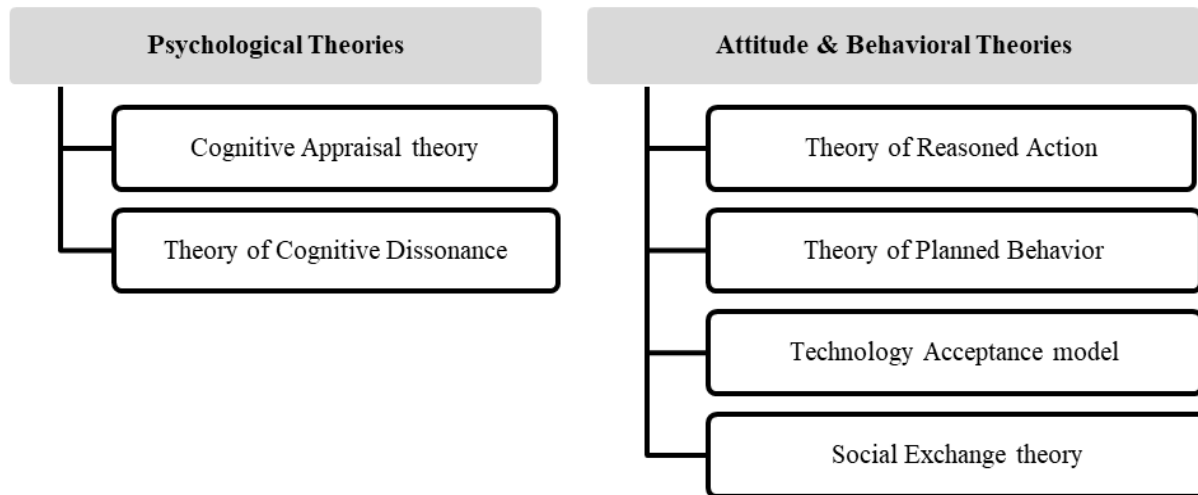 Psychological Theories
Cognitive Appraisal theory
Theory of Cognitive Dissonance
Attitude & Behavioral Theories
Theory of Reasoned Action
Theory of Planned Behavior
Technology Acceptance model
Social Exchange theory